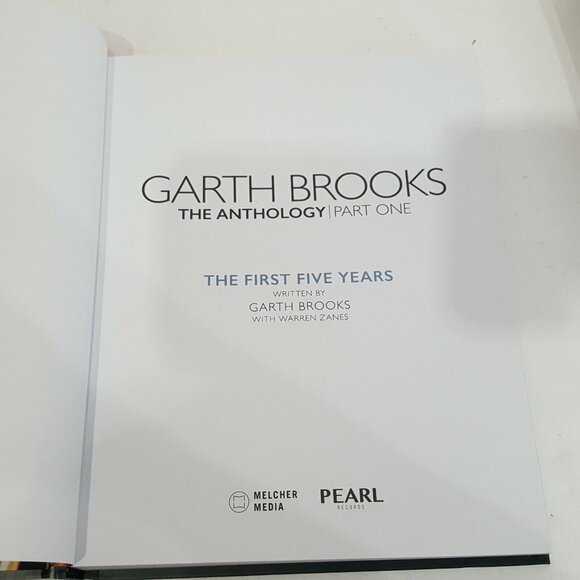 GARTH BROOKS
THE ANTHOLOGY | PART ONE
THE FIRST FIVE YEARS
WRITTEN BY
GARTH BROOKS
WITH WARREN ZANES
MELCHER
MEDIA
PEARL
RECORDS